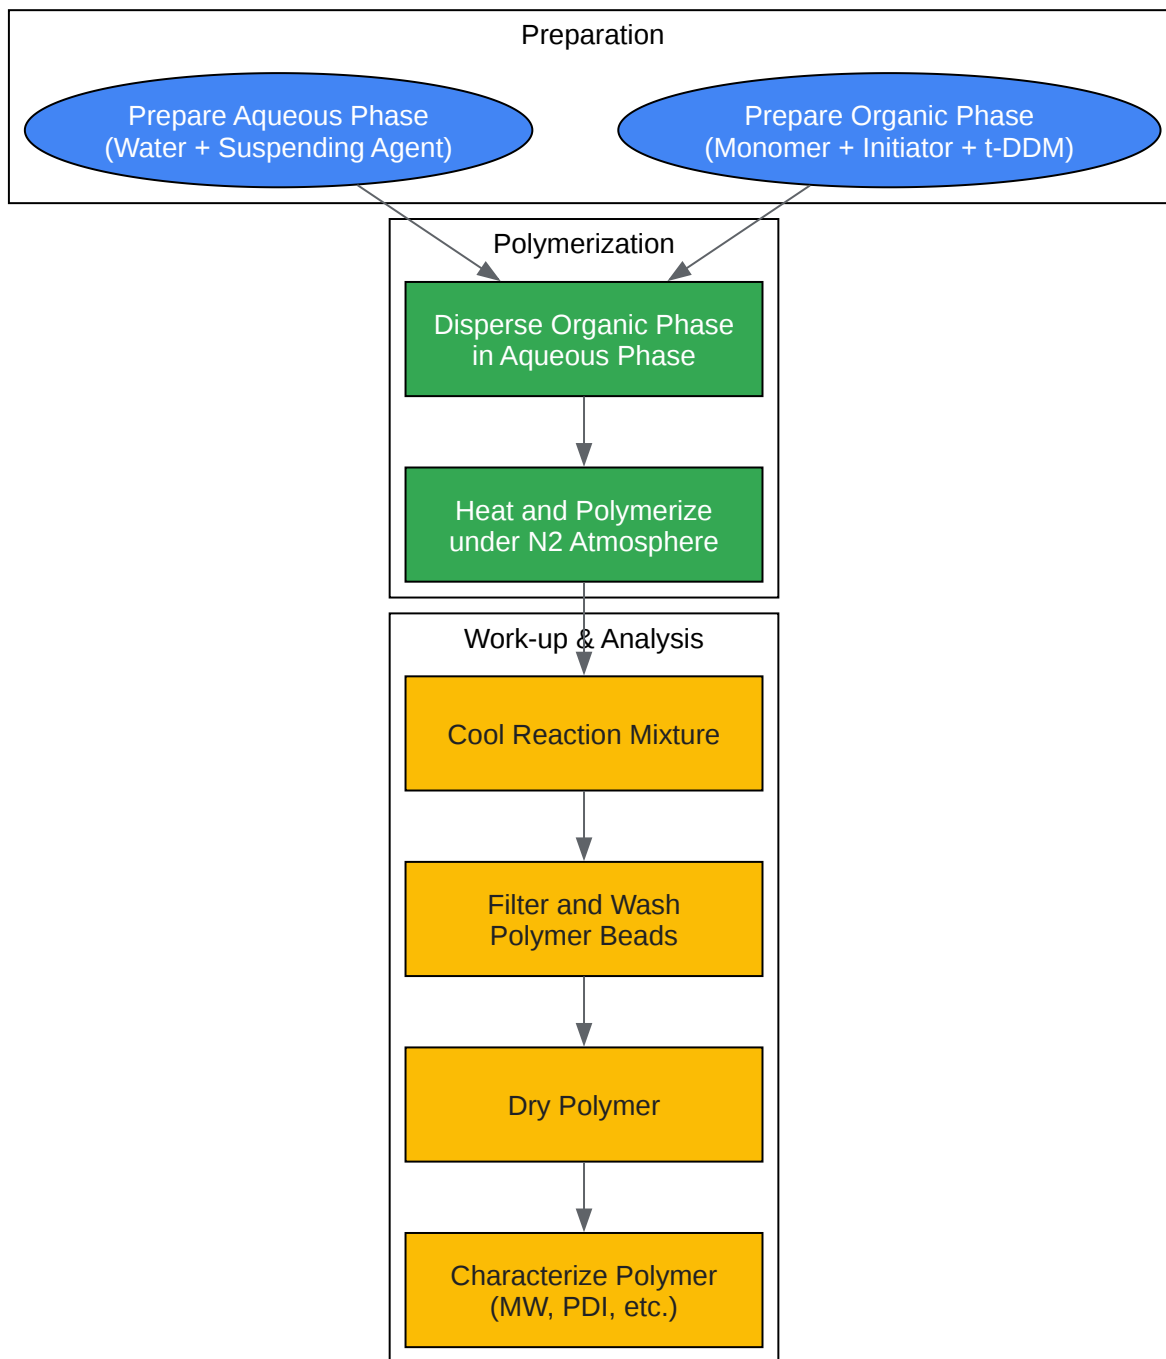 Preparation
Prepare Aqueous Phase
(Water + Suspending Agent)
Prepare Organic Phase
(Monomer + Initiator + t-DDM)
Polymerization
Disperse Organic Phase
in Aqueous Phase
Heat and Polymerize
under N2 Atmosphere
Work-up & Analysis
Cool Reaction Mixture
Filter and Wash
Polymer Beads
Dry Polymer
Characterize Polymer
(MW, PDI, etc.)